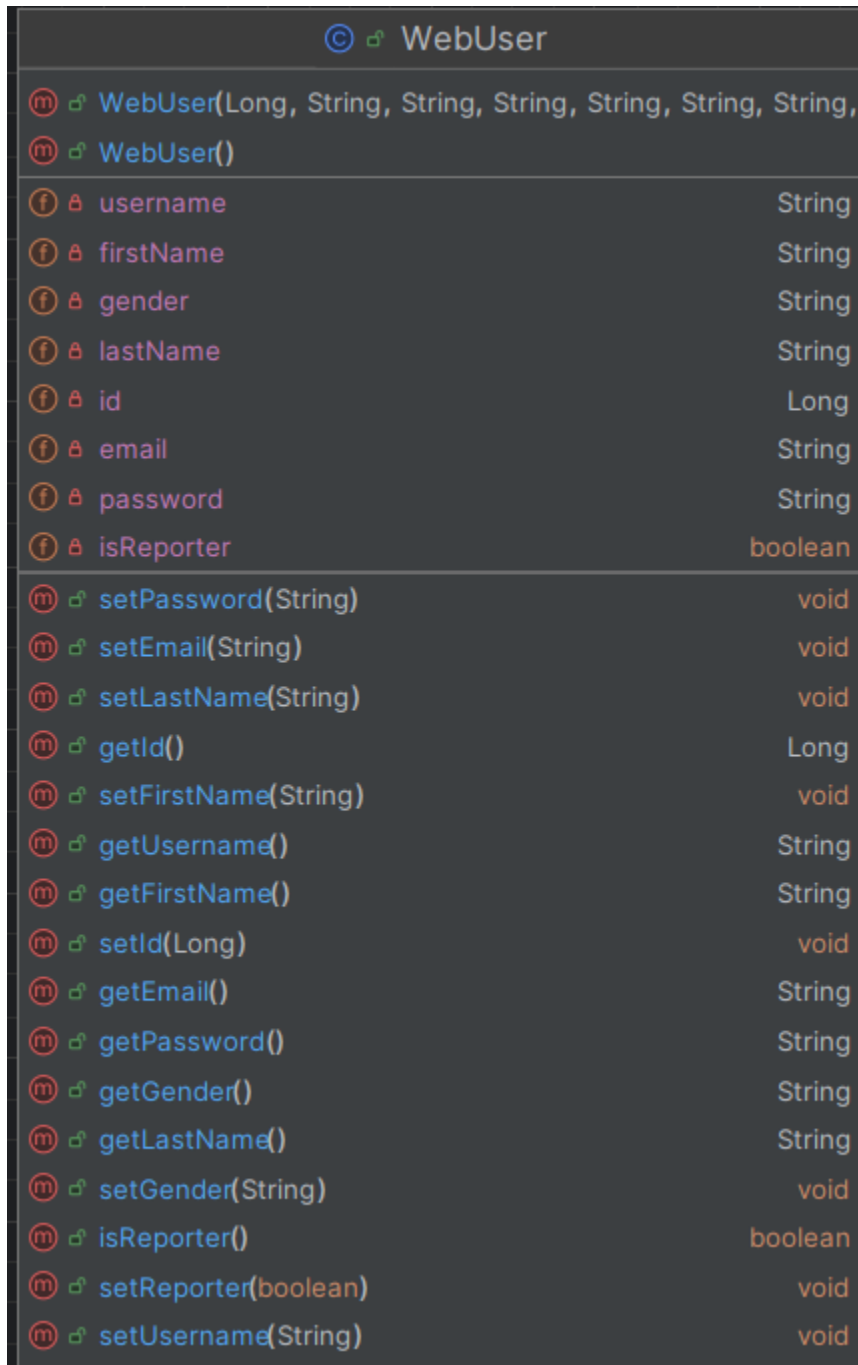 WebUser
WebUser(Long, String, String, String, String, String, String,
WebUser()
username String
firstName String
gender String
lastName String
id Long
email String
password String
isReporter boolean
setPassword(String) void
setEmail(String) void
setLastName(String) void
getId() Long
setFirstName(String) void
getUsername() String
getFirstName() String
setId(Long) void
getEmail() String
getPassword() String
getGender() String
getLastName() String
setGender(String) void
isReporter() boolean
setReporter(boolean) void
setUsername(String) void